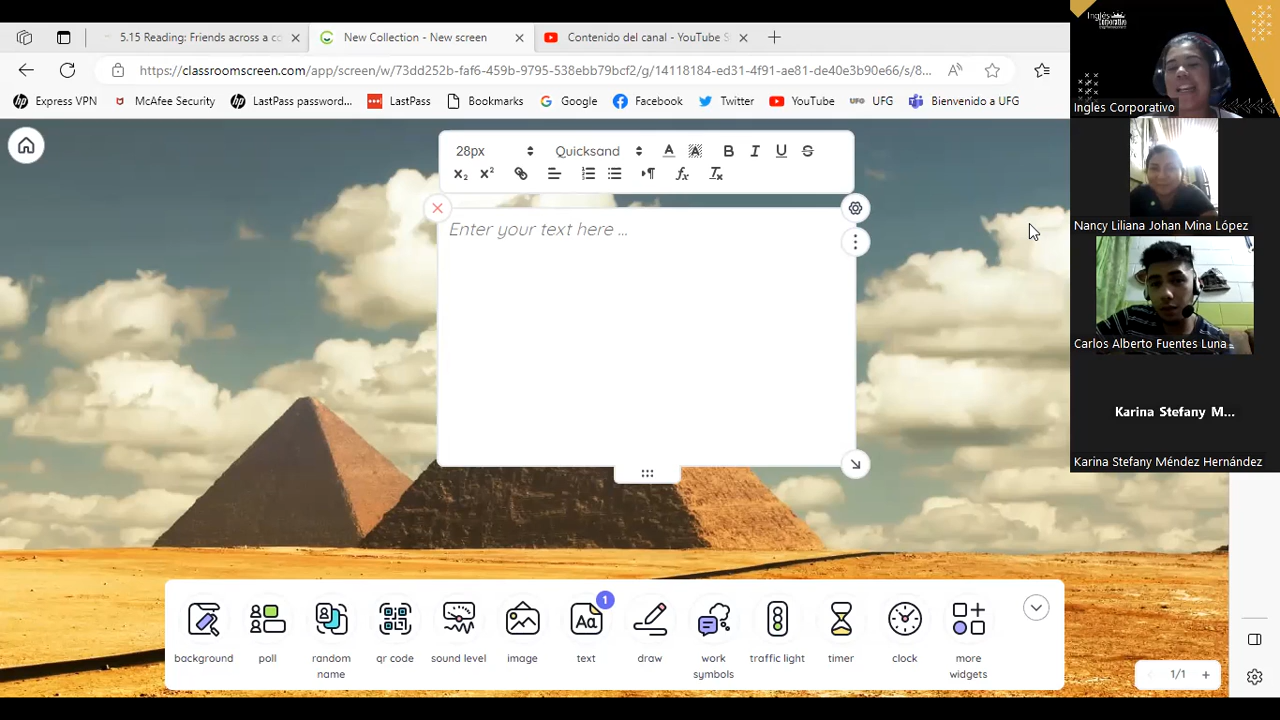 5.15 Reading: Friends across a co
New Collection - New screen
Contenido del canal - YouTube S
https://classroomscreen.com/app/screen/w/73dd252b-faf6-459b-9795-538ebb79bcf2/g/14118184-ed31-4f91-ae81-de40e3b90e66/s/8...
Express VPN
McAfee Security
LastPass password...
LastPass
Bookmarks
Google
Facebook
Twitter
YouTube
UFG
Bienvenido a UFG
28px
Quicksand
Enter your text here ...
background
poll
random name
qr code
sound level
image
1
text
draw
work symbols
traffic light
timer
clock
more widgets
1/1
Inglés
Corporativo
Ingles Corporativo
Nancy Liliana Johan Mina López
Carlos Alberto Fuentes Luna
Karina Stefany M...
Karina Stefany Méndez Hernández